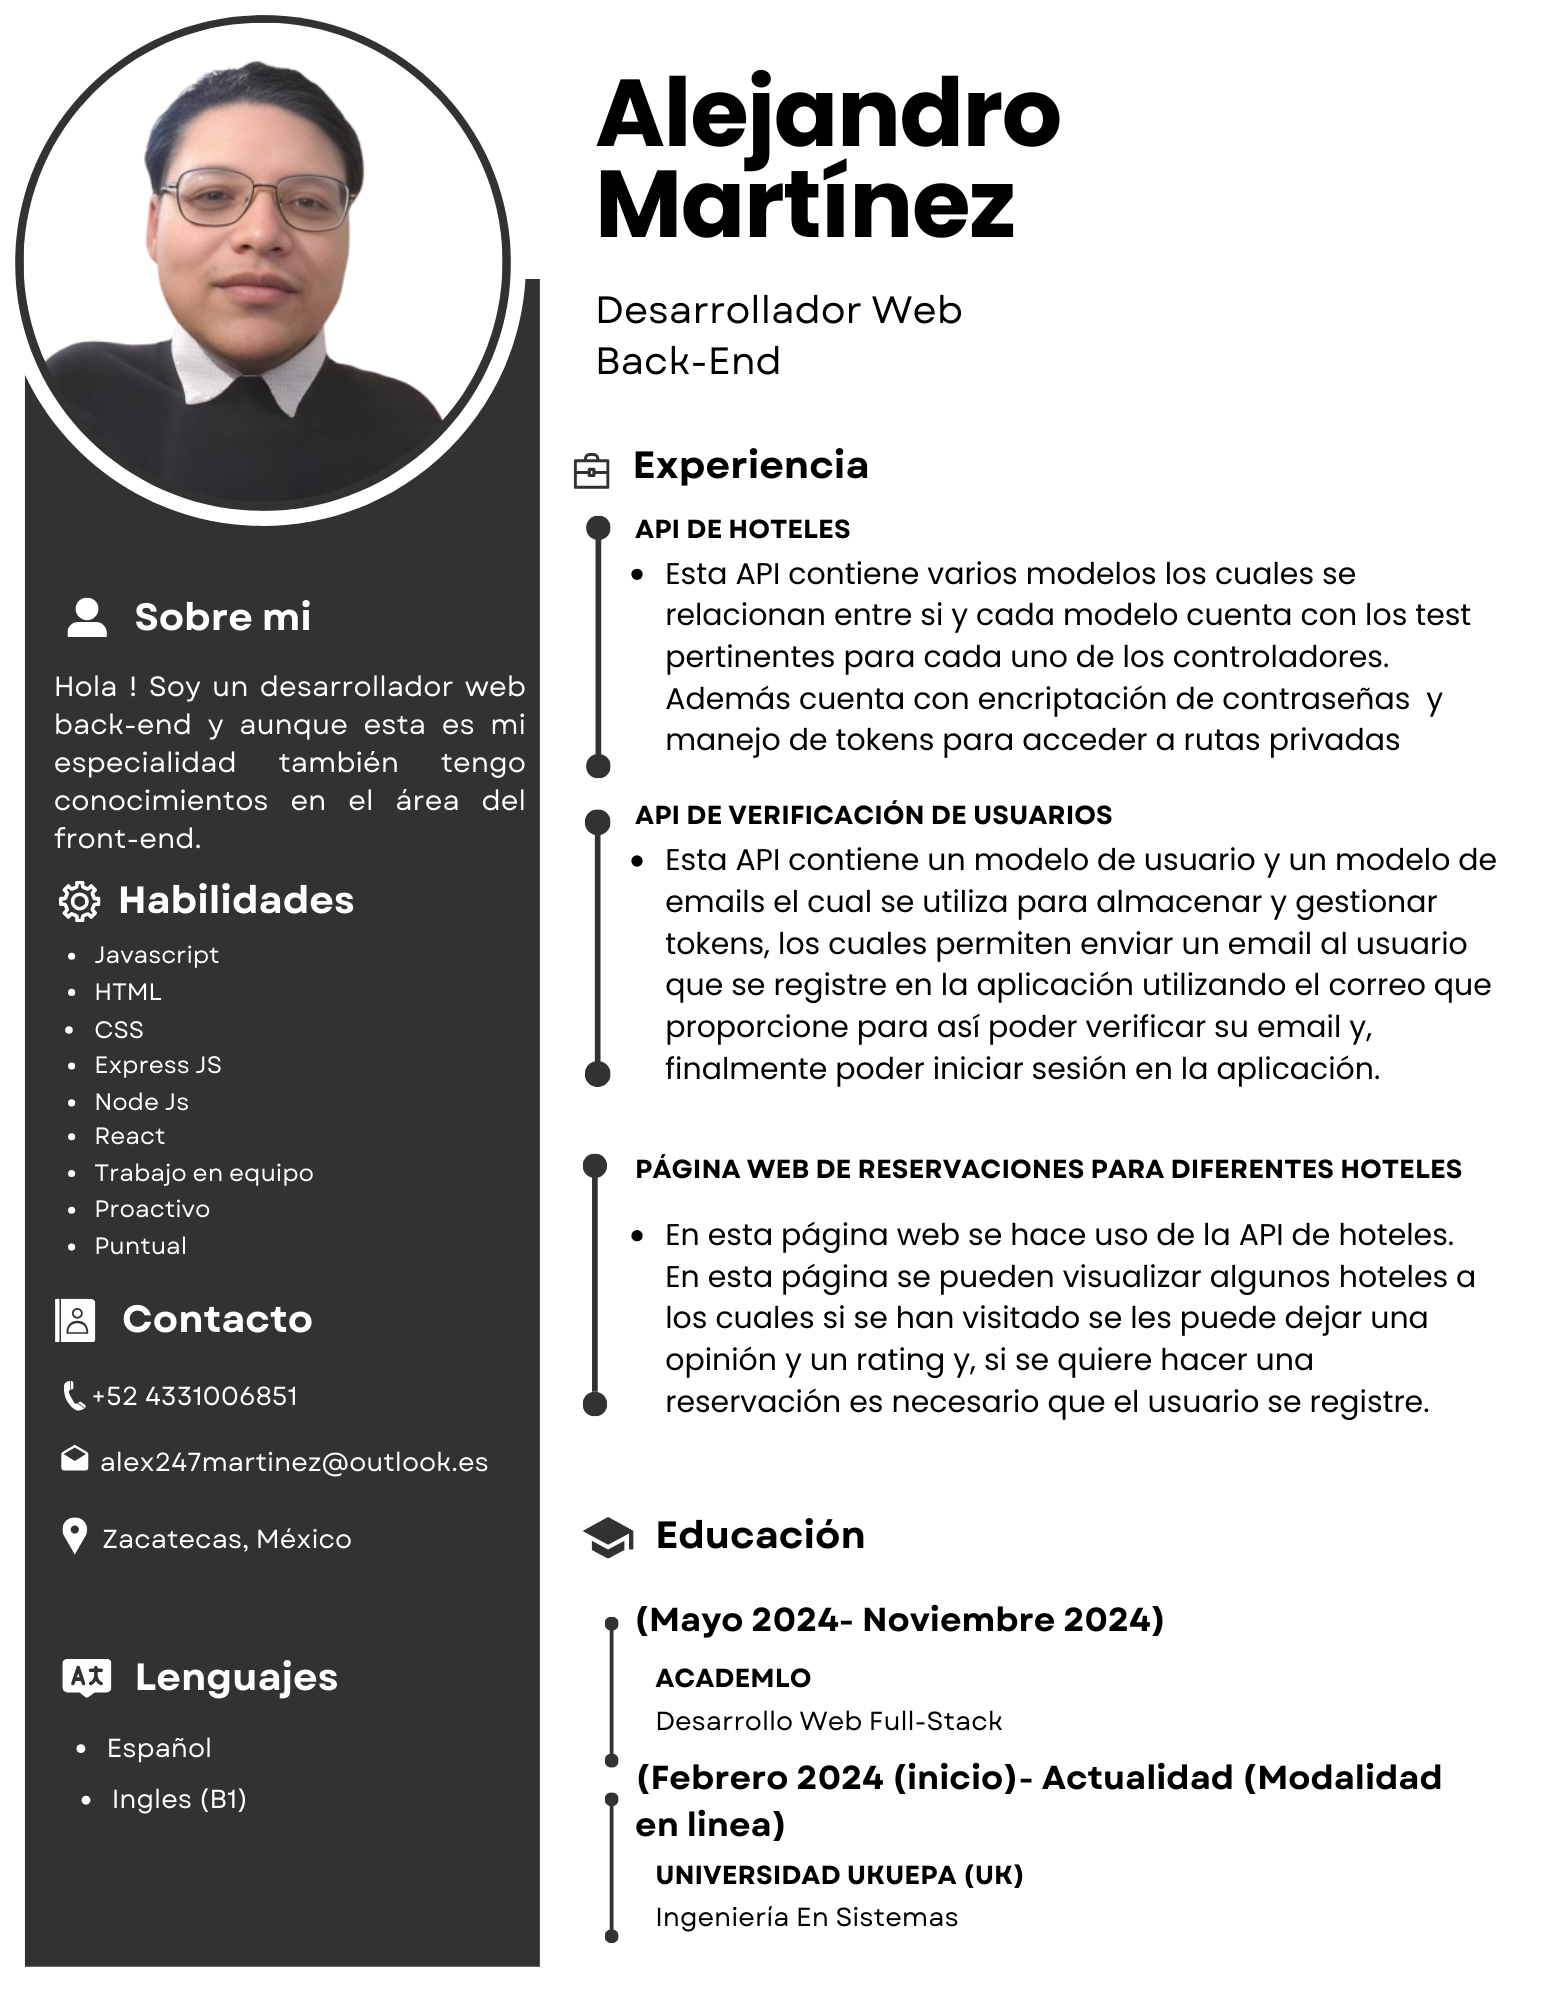 Alejandro
Martínez
Desarrollador Web
Back-End
Sobre mi
Hola ! Soy un desarrollador web
back-end y aunque esta es mi
especialidad también tengo
conocimientos en el área del
front-end.
Habilidades
Javascript
HTML
CSS
Express JS
Node Js
React
Trabajo en equipo
Proactivo
Puntual
Contacto
+52 4331006851
alex247martinez@outlook.es
Zacatecas, México
Lenguajes
Español
Ingles (B1)
Experiencia
API DE HOTELES
Esta API contiene varios modelos los cuales se
relacionan entre si y cada modelo cuenta con los test
pertinentes para cada uno de los controladores.
Además cuenta con encriptación de contraseñas y
manejo de tokens para acceder a rutas privadas
API DE VERIFICACIÓN DE USUARIOS
Esta API contiene un modelo de usuario y un modelo de
emails el cual se utiliza para almacenar y gestionar
tokens, los cuales permiten enviar un email al usuario
que se registre en la aplicación utilizando el correo que
proporcione para así poder verificar su email y,
finalmente poder iniciar sesión en la aplicación.
PÁGINA WEB DE RESERVACIONES PARA DIFERENTES HOTELES
En esta página web se hace uso de la API de hoteles.
En esta página se pueden visualizar algunos hoteles a
los cuales si se han visitado se les puede dejar una
opinión y un rating y, si se quiere hacer una
reservación es necesario que el usuario se registre.
Educación
(Mayo 2024- Noviembre 2024)
ACADEMLO
Desarrollo Web Full-Stack
(Febrero 2024 (inicio)- Actualidad (Modalidad
en linea)
UNIVERSIDAD UKUEPA (UK)
Ingeniería En Sistemas